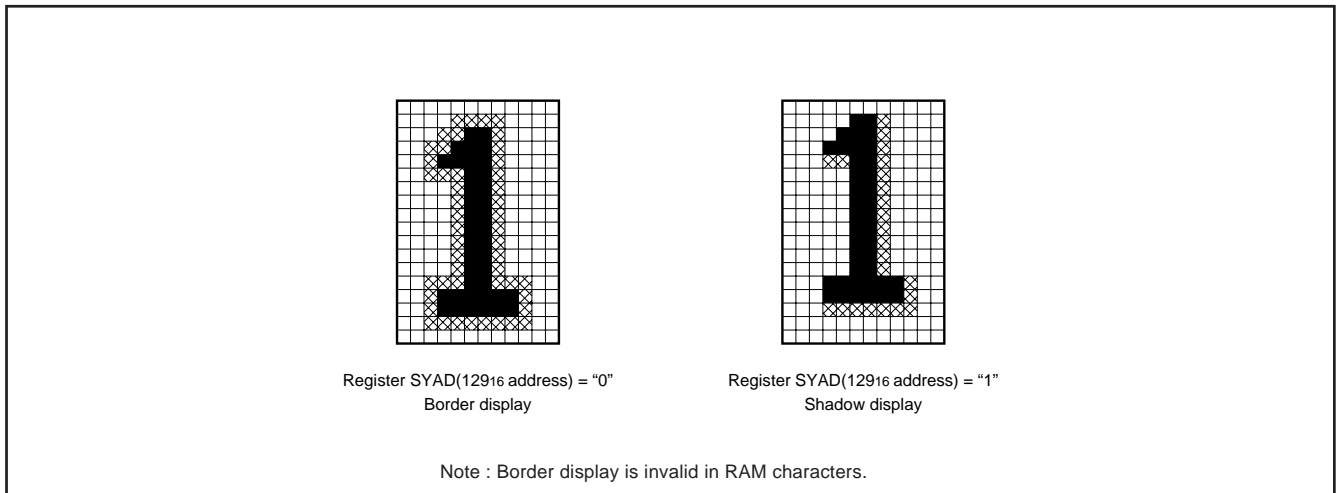 Register SYAD(12916 address) = “0”
Border display
Register SYAD(12916 address) = “1”
Shadow display
Note : Border display is invalid in RAM characters.